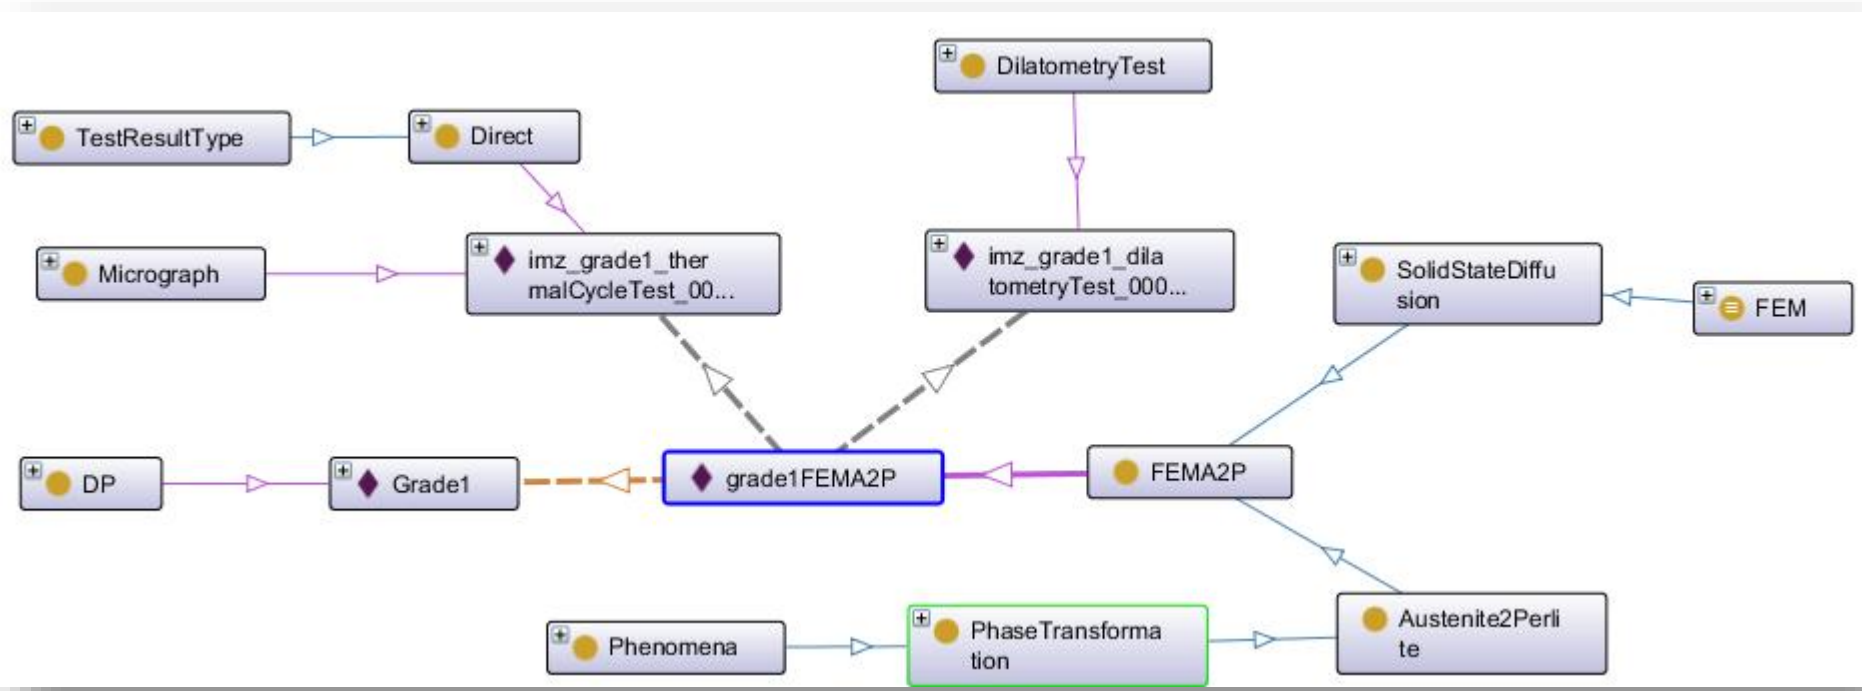 DilatometryTest
TestResultType
Direct
imz_grade1_ther
malCycleTest_00...
imz_grade1_dila
tometryTest_000...
Micrograph
SolidStateDiffu
sion
FEM
DP
Grade1
grade1FEMA2P
FEMA2P
Phenomena
PhaseTransforma
tion
Austenite2Perli
te